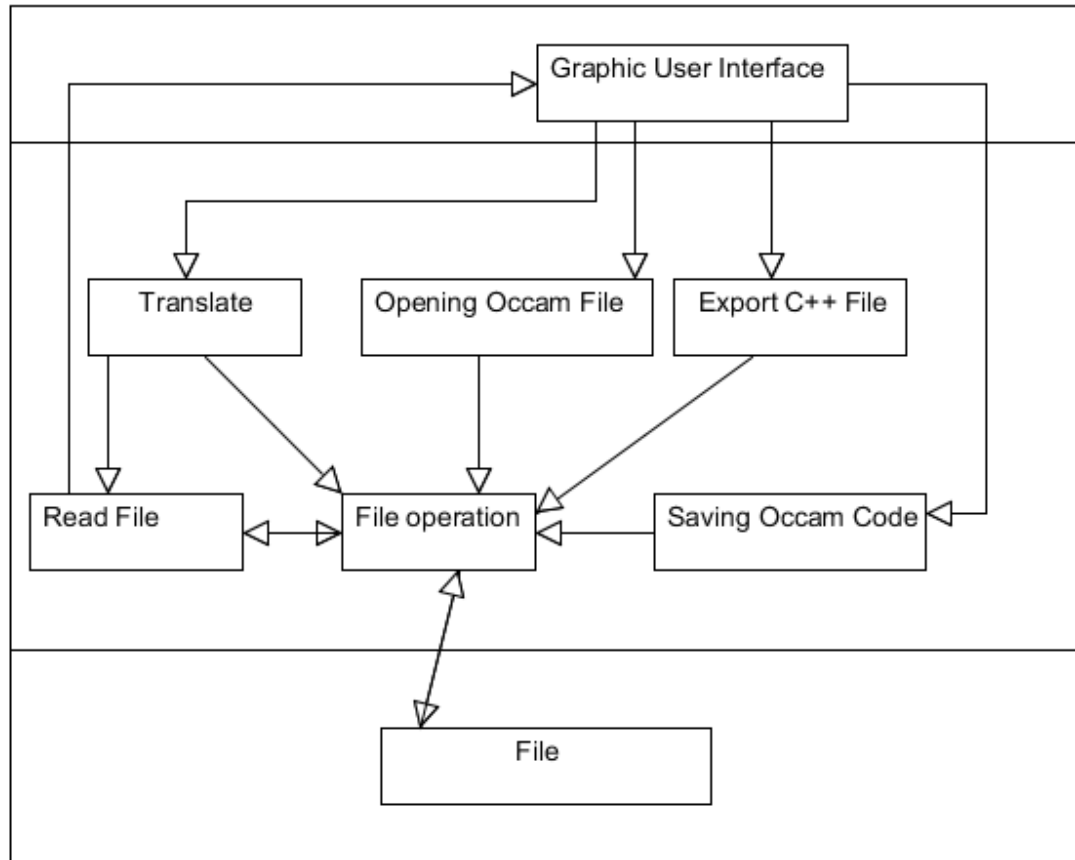 Graphic User Interface
Translate
Opening Occam File
Export C++ File
Read File
File operation
Saving Occam Code
File